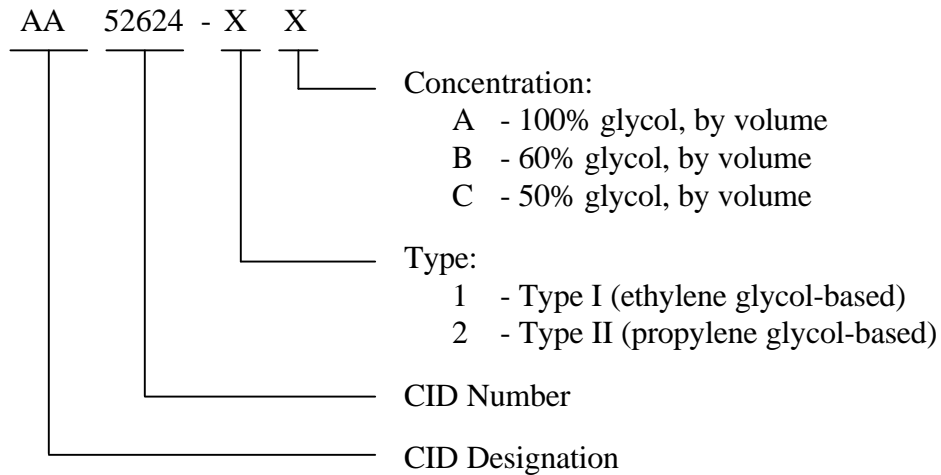 AA 52624 - X X
Concentration:
A - 100% glycol, by volume
B - 60% glycol, by volume
C - 50% glycol, by volume
Type:
1 - Type I (ethylene glycol-based)
2 - Type II (propylene glycol-based)
CID Number
CID Designation